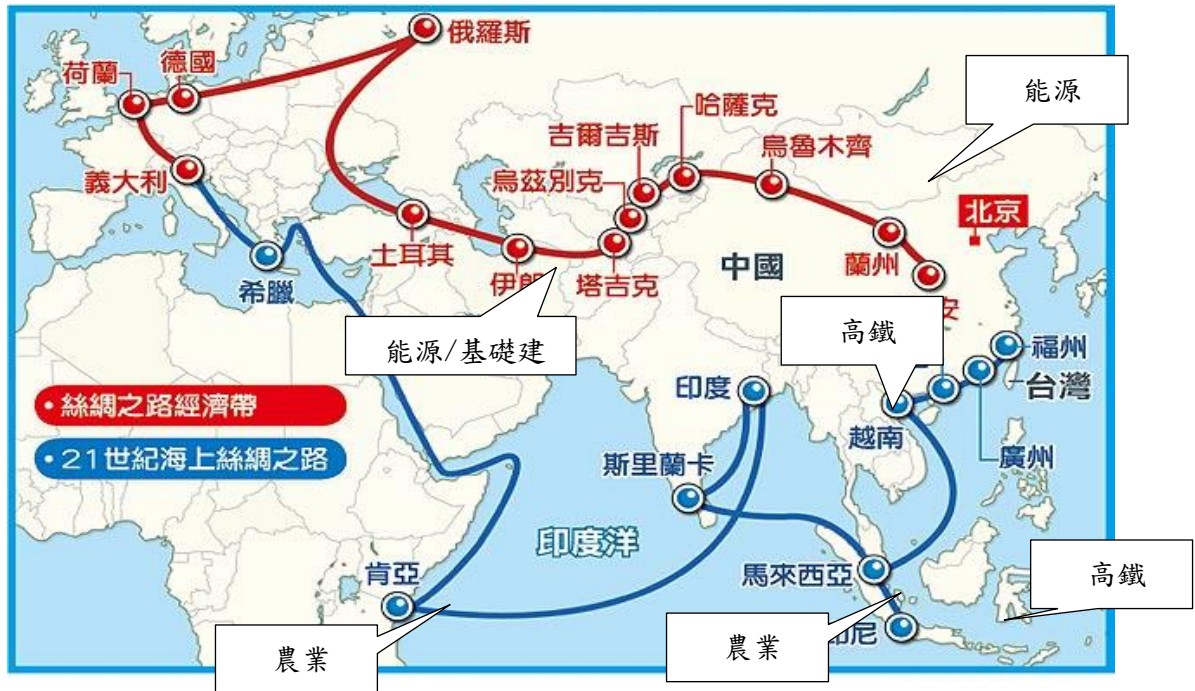 俄羅斯
德國
荷蘭
能源
哈薩克
吉爾吉斯
烏魯木齊
烏茲別克
義大利
北京
土耳其
中國
蘭州
伊朗
塔吉克
希臘
安
高鐵
能源/基礎建
福州
印度
台灣
• 絲綢之路經濟帶
越南
• 21世紀海上絲綢之路
斯里蘭卡
廣州
印度洋
肯亞
馬來西亞
高鐵
農業
農業
印尼